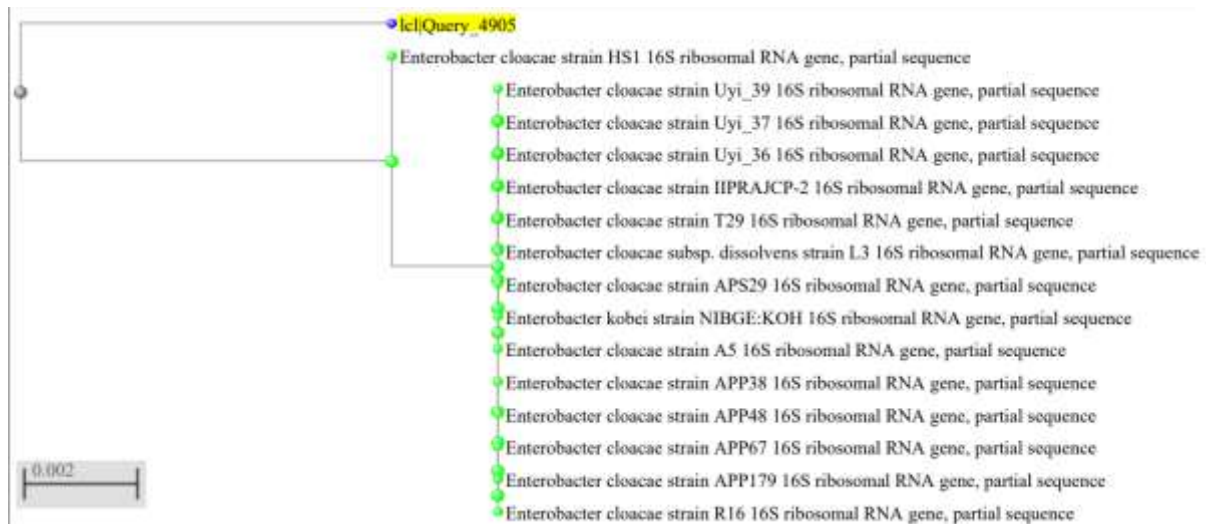 lcl|Query_4905
Enterobacter cloacae strain HS1 16S ribosomal RNA gene, partial sequence
Enterobacter cloacae strain Uyi_39 16S ribosomal RNA gene, partial sequence
Enterobacter cloacae strain Uyi_37 16S ribosomal RNA gene, partial sequence
Enterobacter cloacae strain Uyi_36 16S ribosomal RNA gene, partial sequence
Enterobacter cloacae strain IIPRAJCP-2 16S ribosomal RNA gene, partial sequence
Enterobacter cloacae strain T29 16S ribosomal RNA gene, partial sequence
Enterobacter cloacae subsp. dissolvens strain L3 16S ribosomal RNA gene, partial sequence
Enterobacter cloacae strain APS29 16S ribosomal RNA gene, partial sequence
Enterobacter kobei strain NIBGE:KOH 16S ribosomal RNA gene, partial sequence
Enterobacter cloacae strain A5 16S ribosomal RNA gene, partial sequence
Enterobacter cloacae strain APP38 16S ribosomal RNA gene, partial sequence
Enterobacter cloacae strain APP48 16S ribosomal RNA gene, partial sequence
Enterobacter cloacae strain APP67 16S ribosomal RNA gene, partial sequence
0.002
Enterobacter cloacae strain APP179 16S ribosomal RNA gene, partial sequence
Enterobacter cloacae strain R16 16S ribosomal RNA gene, partial sequence